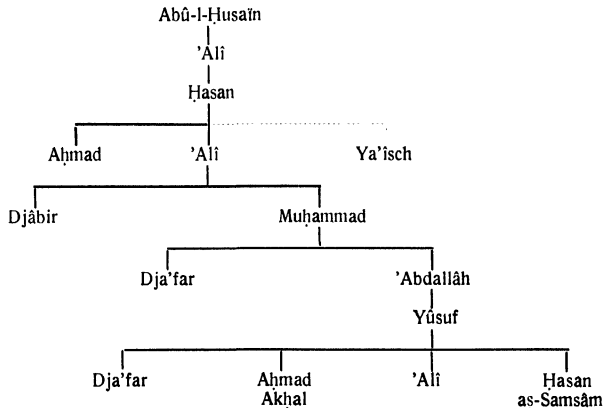 Abû-l-Ḥusaïn
’Alî
Ḥasan
Aḥmad ’Alî Ya’îsch
Djâbir Muḥammad
Dja’far ’Abdallâh
Yûsuf
Dja’far Aḥmad ’Alî Ḥasan
Akḥal as-Samsâm